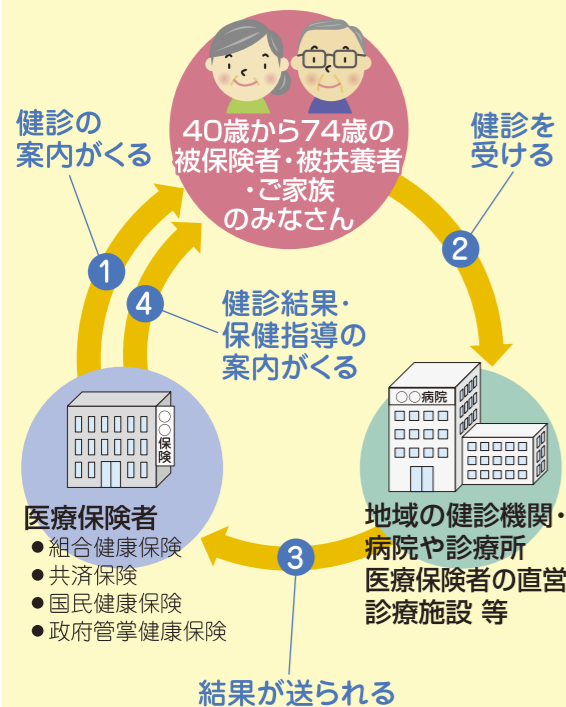 40歳から74歳の
被保険者・被扶養者
・ご家族
のみなさん
健診の
案内がくる
1
健診を
受ける
2
4
健診結果・
保健指導の
案内がくる
○○保険
医療保険者
●組合健康保険
●共済保険
●国民健康保険
●政府管掌健康保険
○○病院
地域の健診機関・
病院や診療所
医療保険者の直営
診療施設 等
3
結果が送られる